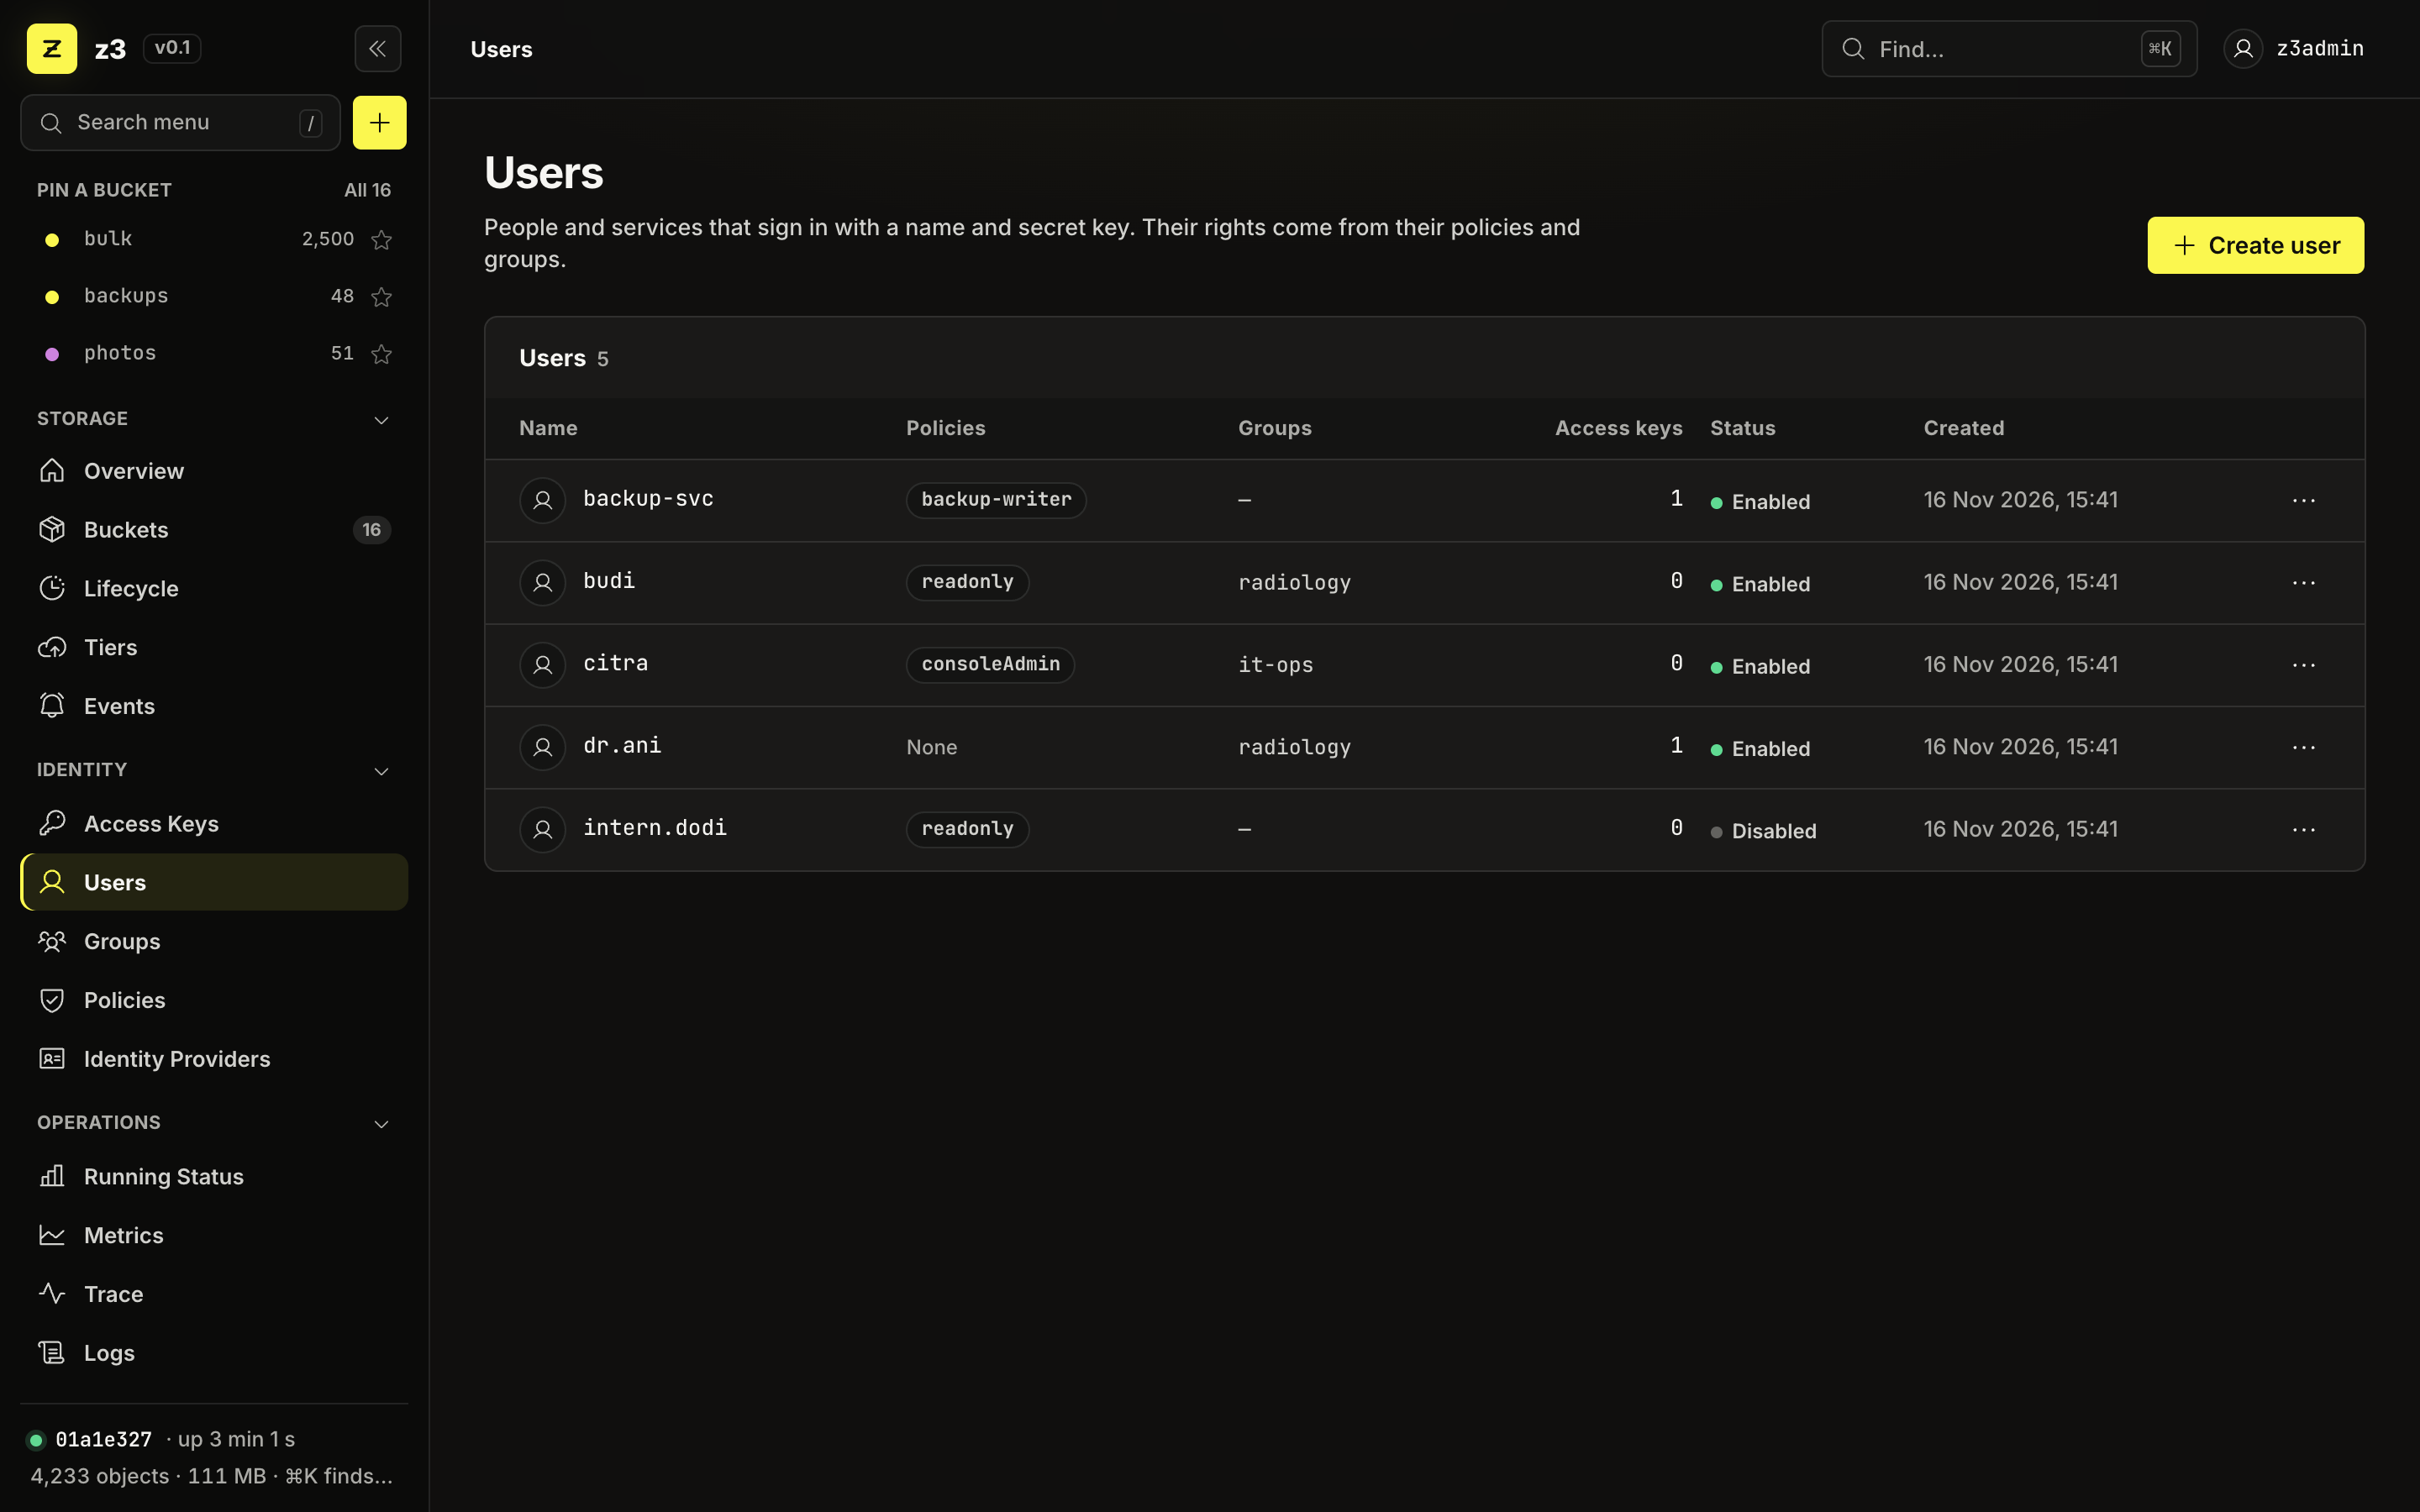 z3 v0.1
Search menu /
PIN A BUCKET All 16
bulk 2,500
backups 48
photos 51
STORAGE
Overview
Buckets 16
Lifecycle
Tiers
Events
IDENTITY
Access Keys
Users
Groups
Policies
Identity Providers
OPERATIONS
Running Status
Metrics
Trace
Logs
01a1e327 · up 3 min 1 s
4,233 objects · 111 MB · ⌘K finds...
Users
Find... ⌘K z3admin
Users
People and services that sign in with a name and secret key. Their rights come from their policies and
groups.
Create user
Users 5
Name Policies Groups Access keys Status Created
backup-svc backup-writer – 1 Enabled 16 Nov 2026, 15:41
budi readonly radiology 0 Enabled 16 Nov 2026, 15:41
citra consoleAdmin it-ops 0 Enabled 16 Nov 2026, 15:41
dr.ani None radiology 1 Enabled 16 Nov 2026, 15:41
intern.dodi readonly – 0 Disabled 16 Nov 2026, 15:41